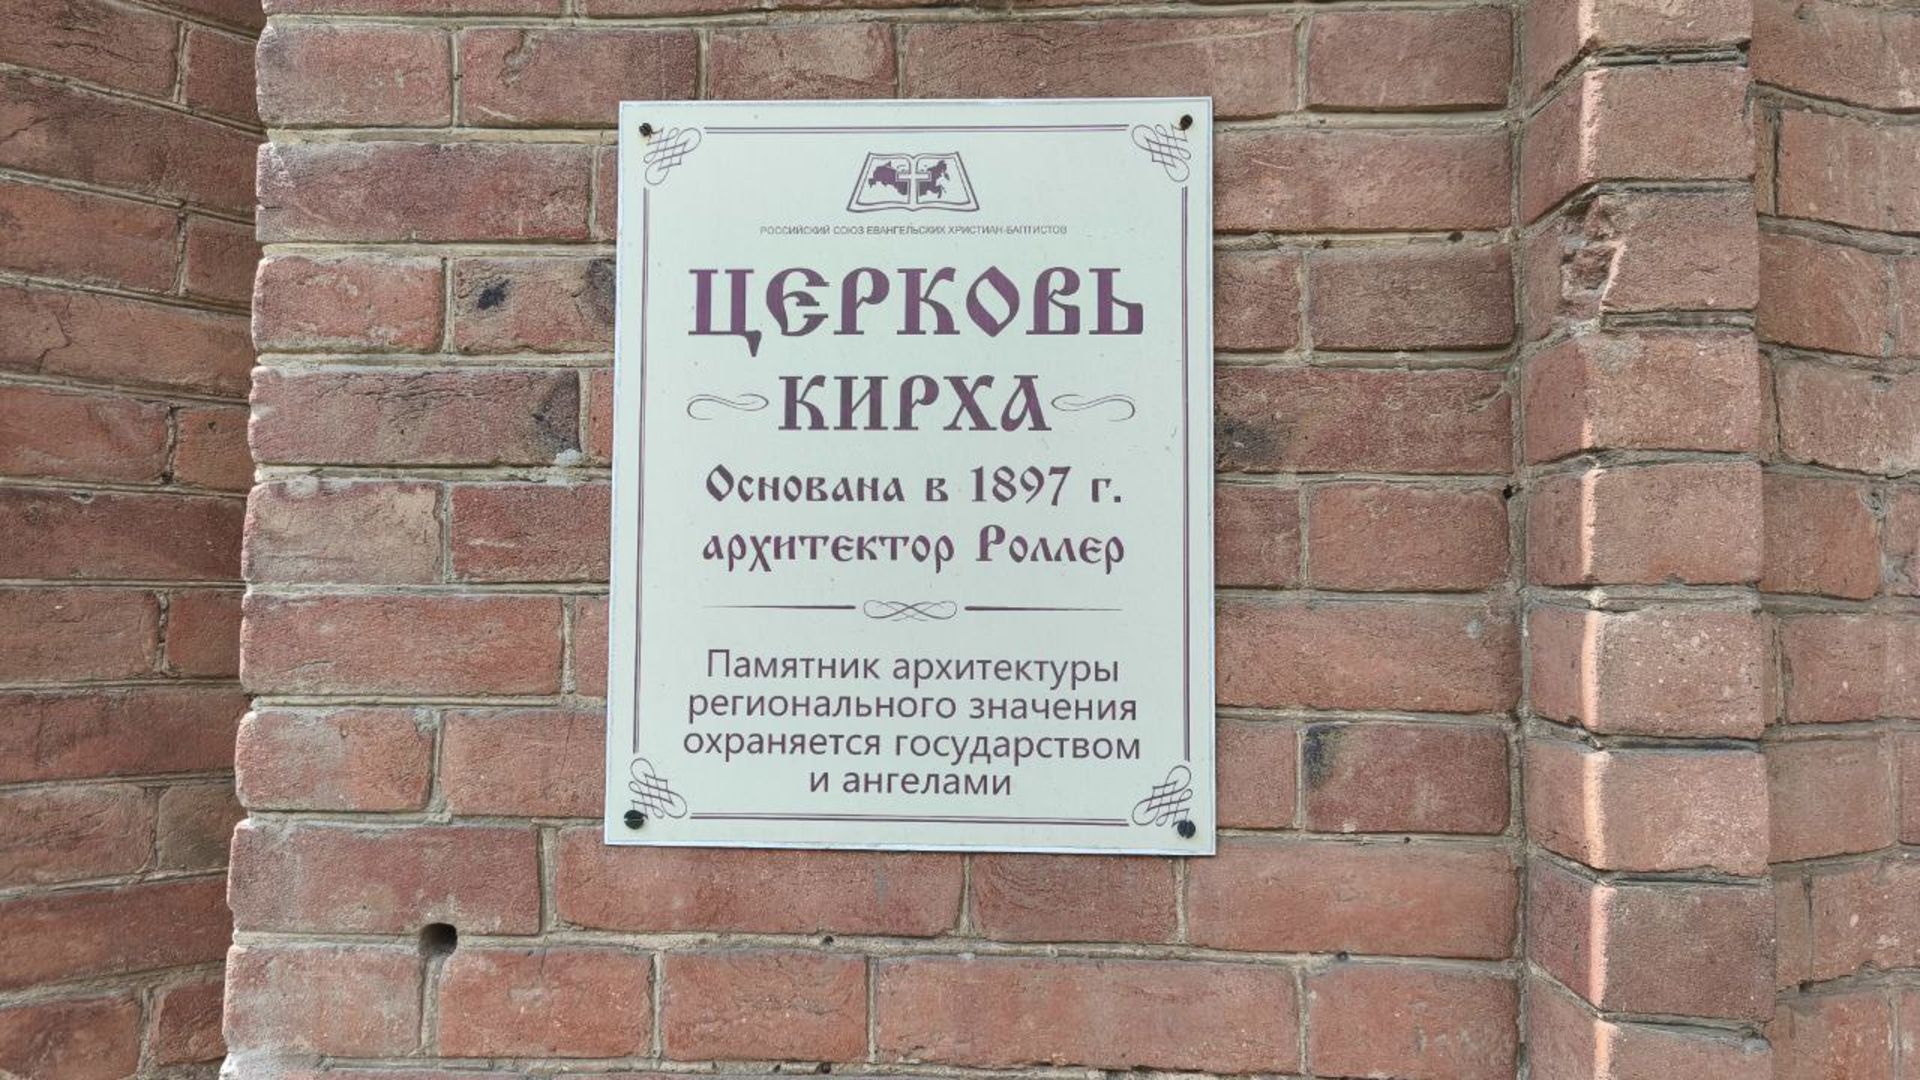 РОССИЙСКИЙ СОЮЗ ЕВАНГЕЛЬСКИХ ХРИСТИАН-БАПТИСТОВ
ЦЕРКОВЬ
КИРХА
Основана в 1897 г.
архитектор Роллер
Памятник архитектуры
регионального значения
охраняется государством
и ангелами